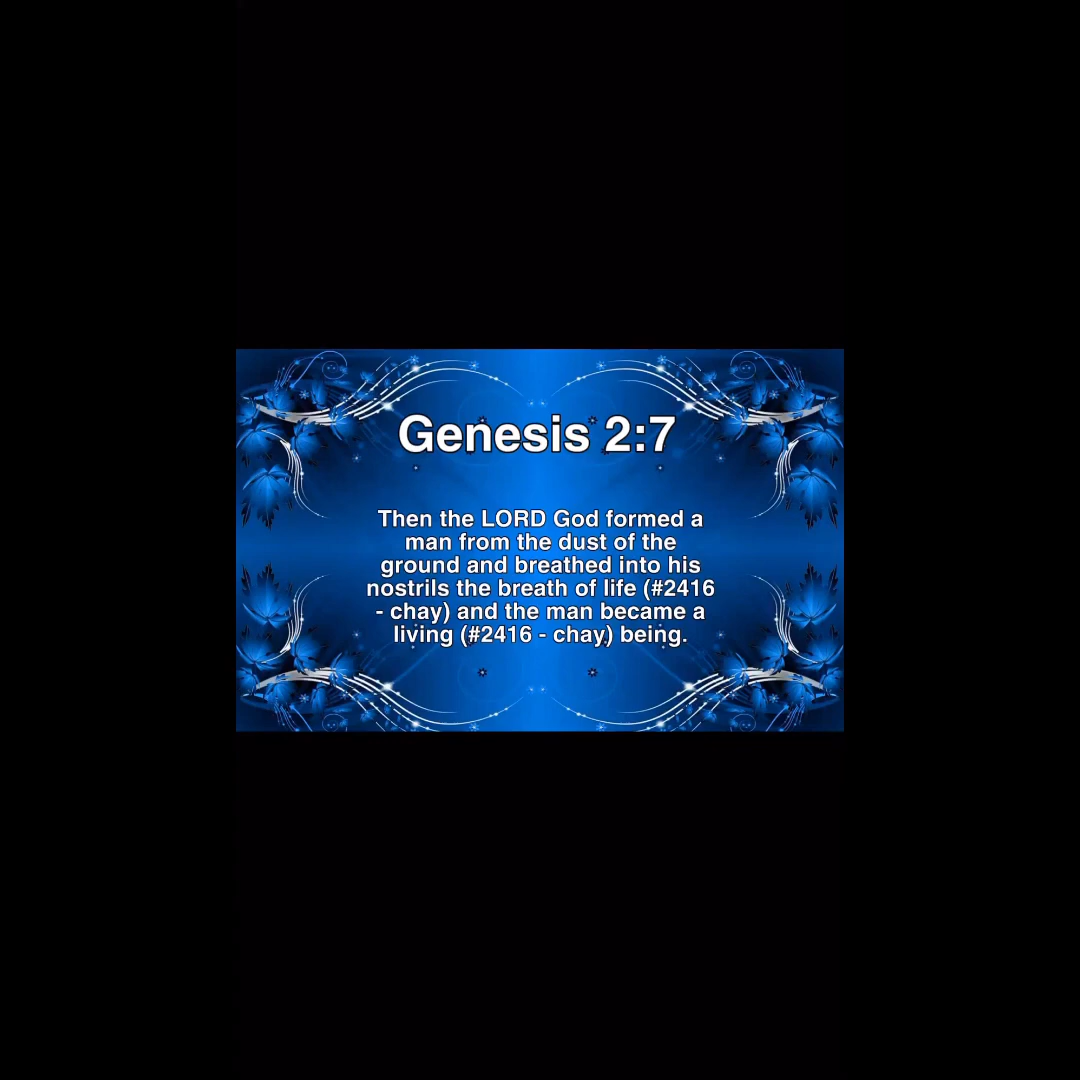 Genesis 2:7
Then the LORD God formed a
man from the dust of the
ground and breathed into his
nostrils the breath of life (#2416
- chay) and the man became a
living (#2416 - chay) being.